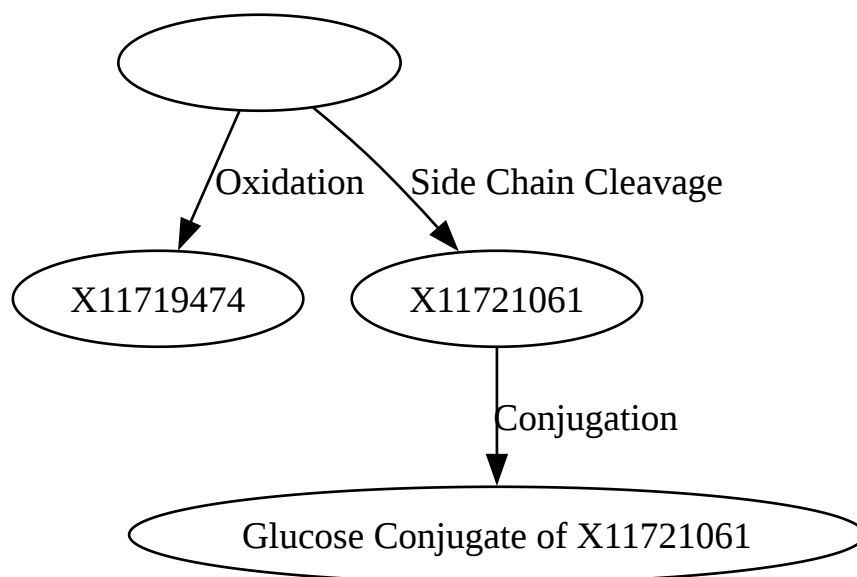 Oxidation
Side Chain Cleavage
X11719474
X11721061
Conjugation
Glucose Conjugate of X11721061